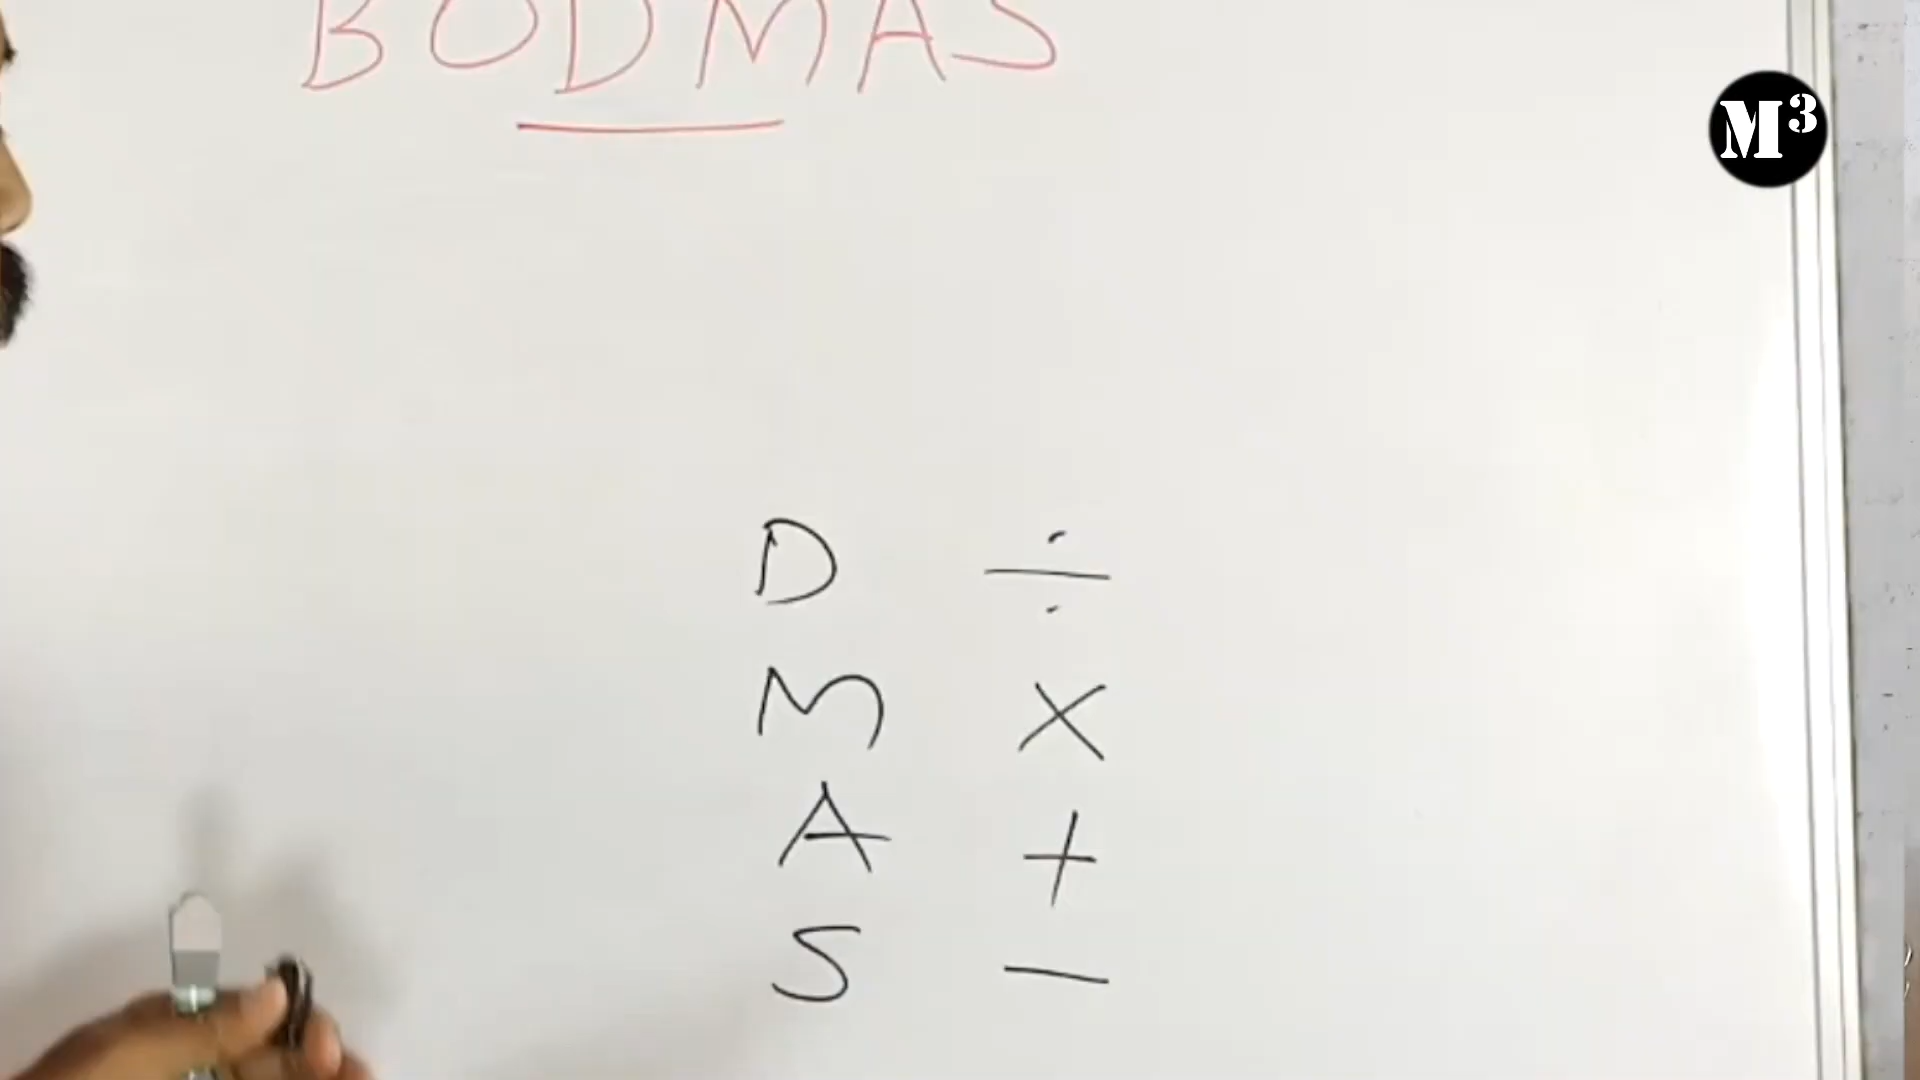 BODMAS
M³
D ÷
M ×
A +
S −